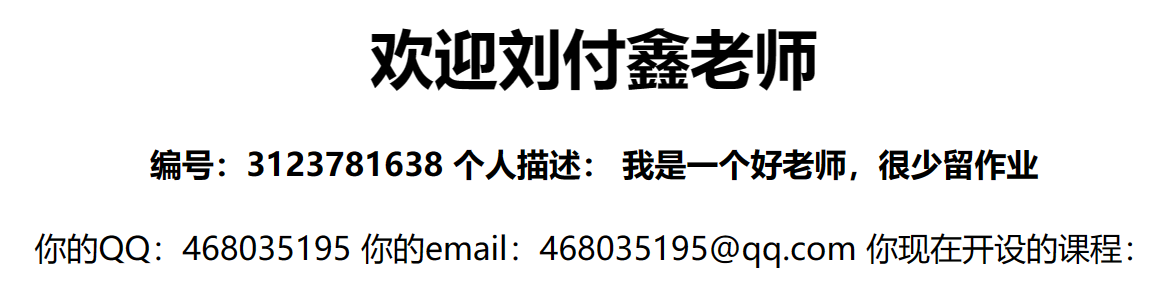 欢迎刘付鑫老师
编号：3123781638 个人描述： 我是一个好老师，很少留作业
你的QQ：468035195 你的email：468035195@qq.com 你现在开设的课程：